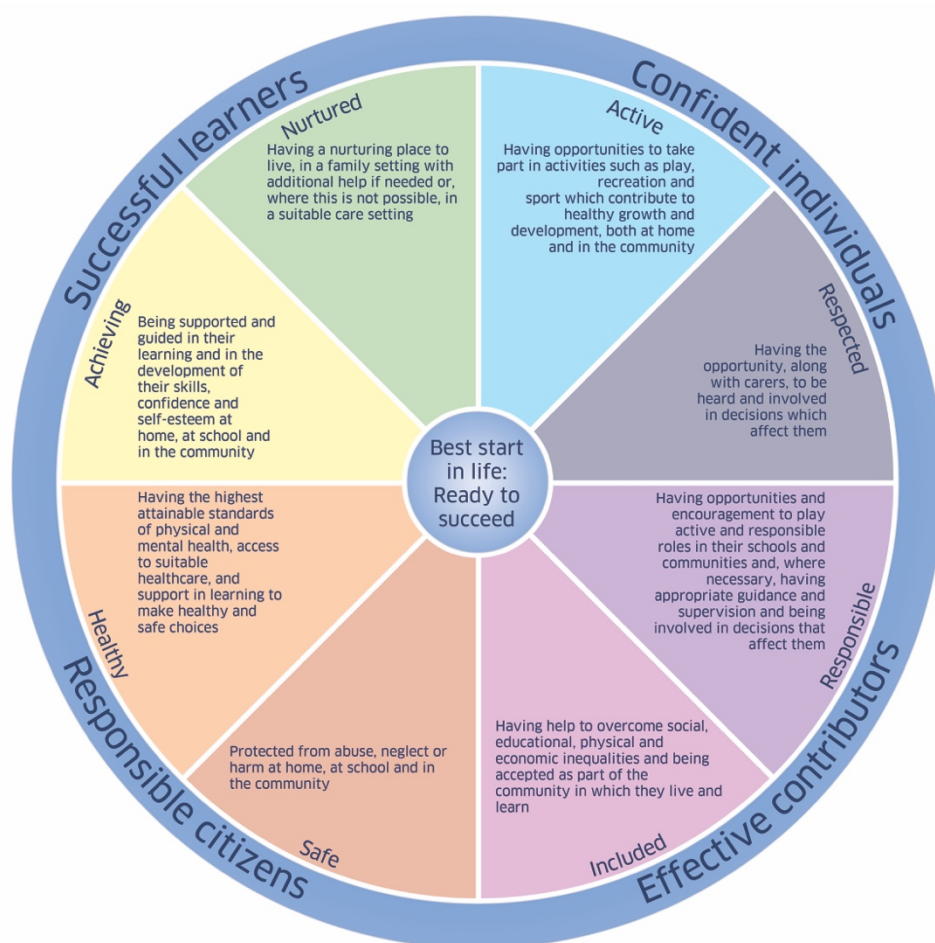 Successful learners
Confident individuals
Nurtured
Having a nurturing place to
live, in a family setting with
additional help if needed or,
where this is not possible, in
a suitable care setting
Active
Having opportunities to take
part in activities such as play,
recreation and
sport which contribute to
healthy growth and
development, both at home
and in the community
Achieving
Being supported and
guided in their
learning and in the
development of
their skills,
confidence and
self-esteem at
home, at school and
in the community
Respected
Having the
opportunity, along
with carers, to be
heard and involved
in decisions which
affect them
Best start
in life:
Ready to
succeed
Healthy
Having the highest
attainable standards
of physical and
mental health, access
to suitable
healthcare, and
support in learning to
make healthy and
safe choices
Responsible
Having opportunities and
encouragement to play
active and responsible
roles in their schools and
communities and, where
necessary, having
appropriate guidance and
supervision and being
involved in decisions that
affect them
Protected from abuse, neglect or
harm at home, at school and in
the community
Safe
Having help to overcome social,
educational, physical and
economic inequalities and being
accepted as part of the
community in which they live and
learn
Included
Responsible citizens
Effective contributors